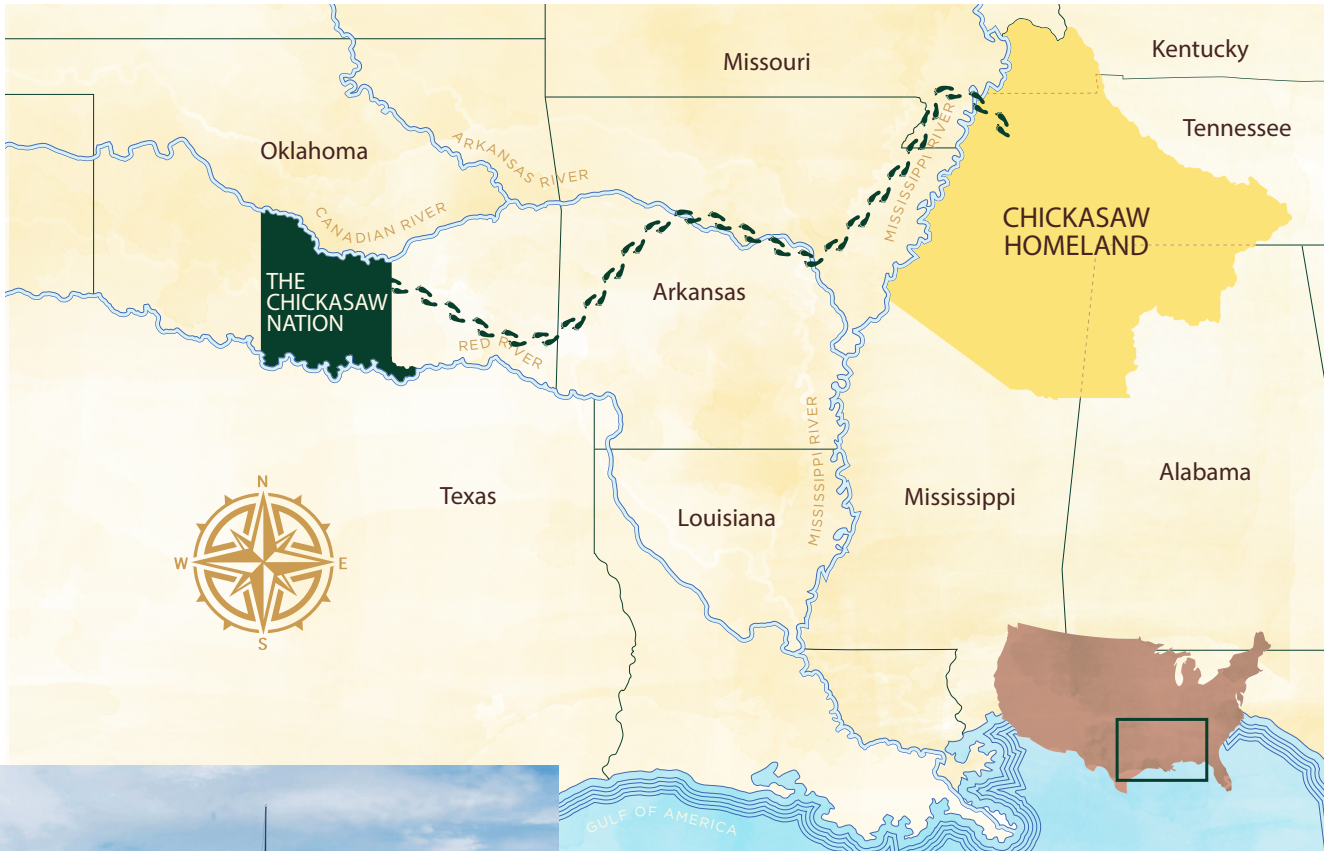 Missouri
Kentucky
Tennessee
Oklahoma
ARKANSAS RIVER
MISSISSIPPI RIVER
CANADIAN RIVER
CHICKASAW
HOMELAND
THE
CHICKASAW
NATION
Arkansas
RED RIVER
MISSISSIPPI RIVER
Alabama
Texas
Mississippi
Louisiana
N
W
E
S
GULF OF AMERICA